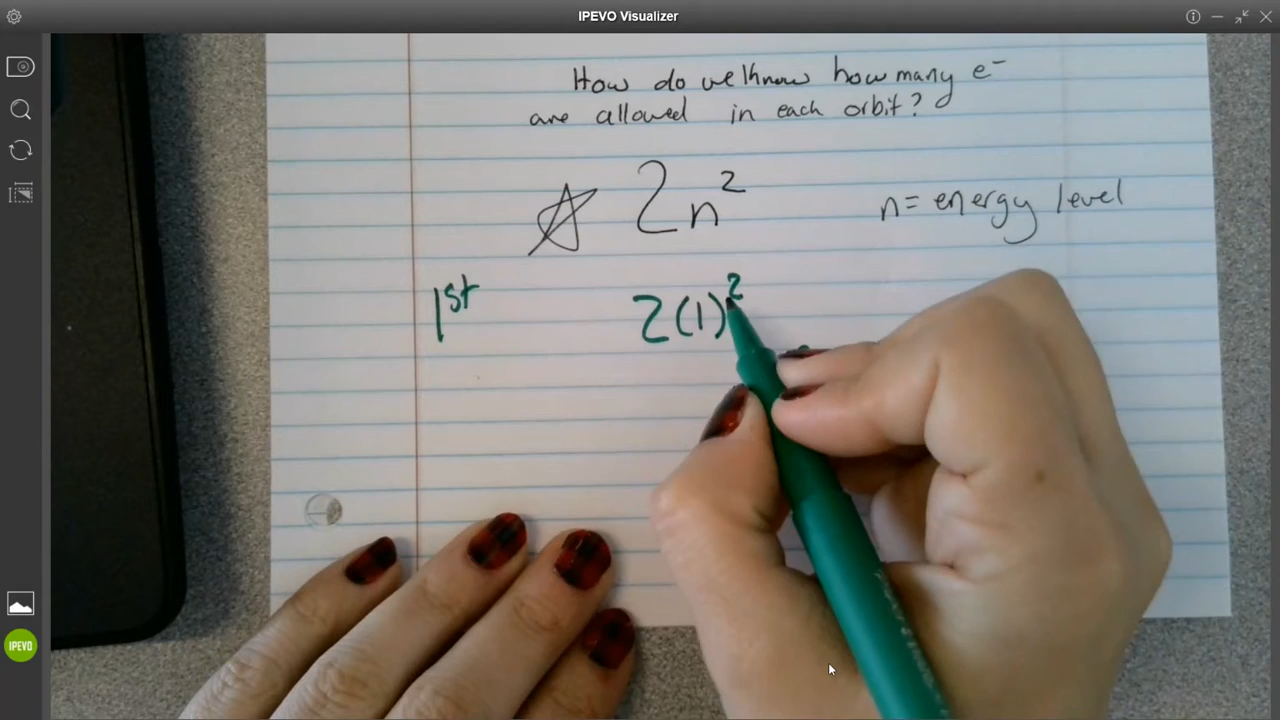 IPEVO Visualizer
How do we know how many e⁻
are allowed in each orbit?
2n² n = energy level
1st 2(1)²
IPEVO